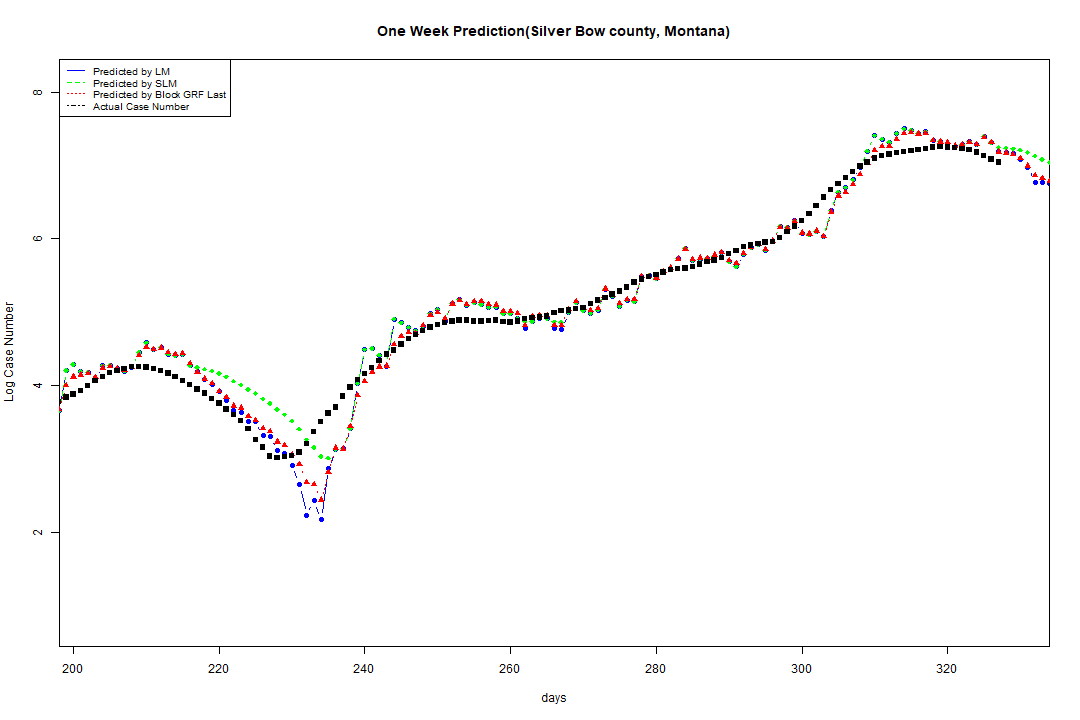 One Week Prediction(Silver Bow county, Montana)
Predicted by LM
Predicted by SLM
Predicted by Block GRF Last
Actual Case Number
8
6
4
2
Log Case Number
200 220 240 260 280 300 320
days